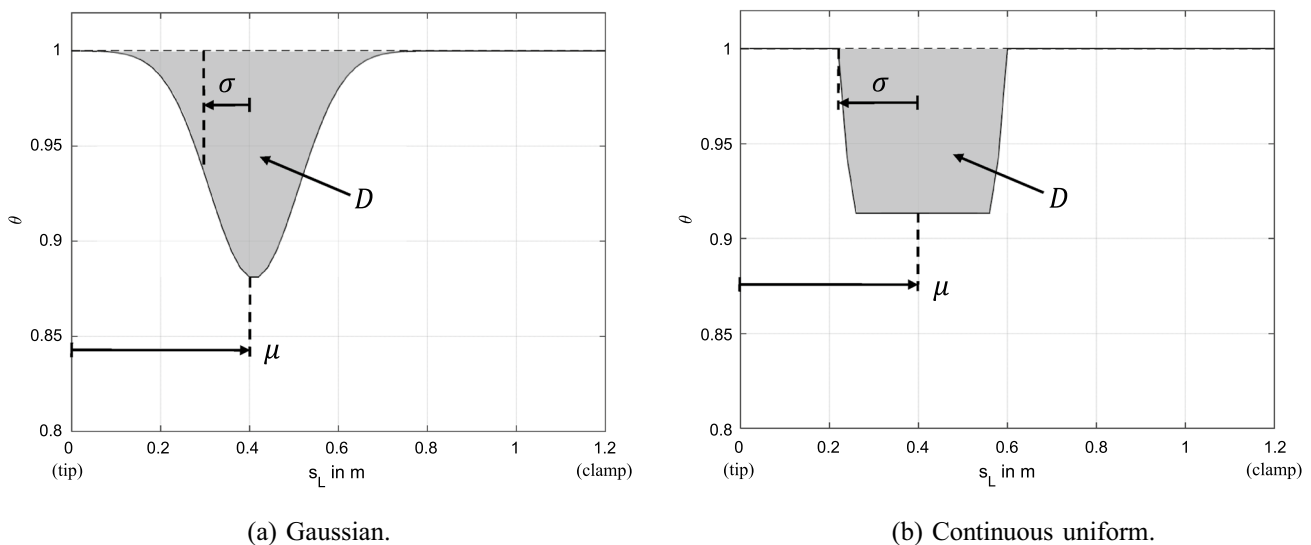 1
0.95
0.9
0.85
0.8
θ
σ
D
μ
0 0.2 0.4 0.6 0.8 1 1.2
(tip) s_L in m (clamp)
(a) Gaussian.
1
0.95
0.9
0.85
0.8
θ
σ
D
μ
0 0.2 0.4 0.6 0.8 1 1.2
(tip) s_L in m (clamp)
(b) Continuous uniform.